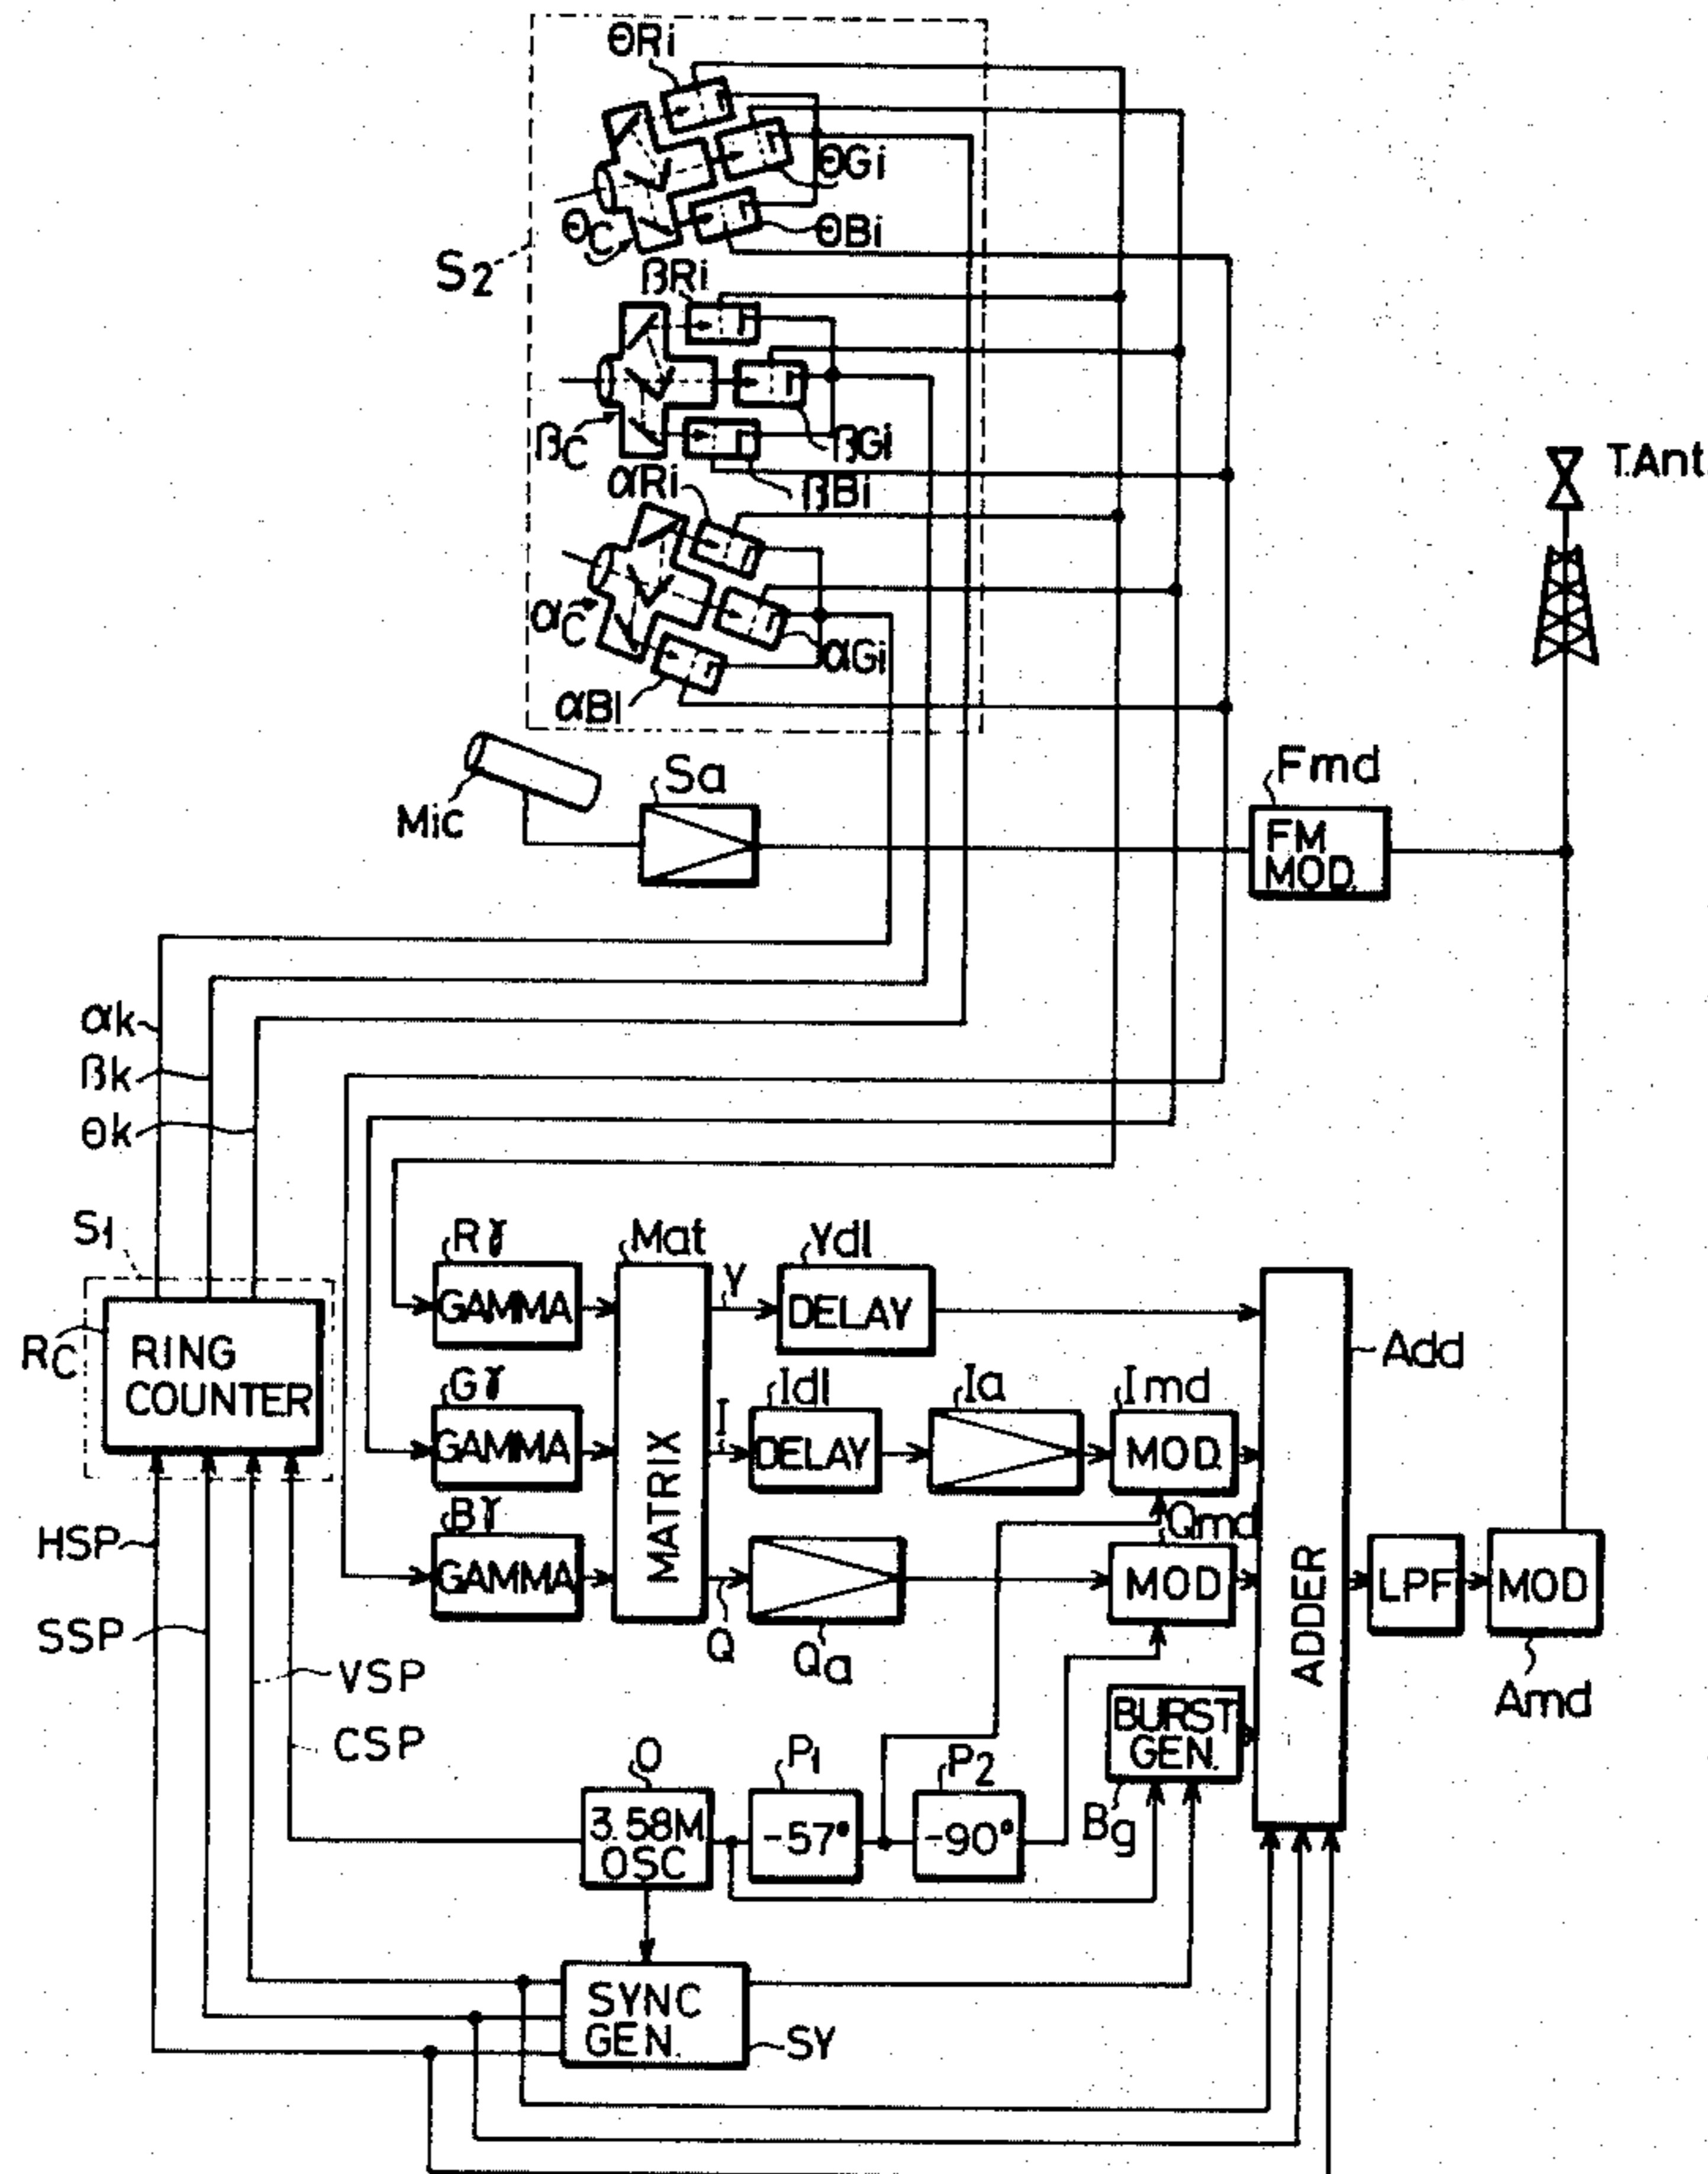 ΘRi
ΘGi
ΘC
ΘBi
S2
βRi
βC
βGi
βBi
T.Ant
αRi
αC
αGi
αBi
Mic
Sa
Fmd
FM
MOD.
αk
βk
θk
S1
RC
RING
COUNTER
Rγ
GAMMA
Mat
MATRIX
Y
Ydl
DELAY
Add
ADDER
Gγ
GAMMA
I
Idl
DELAY
Ia
Imd
MOD.
Bγ
GAMMA
Q
Qa
Qmd
MOD
LPF
MOD
Amd
HSP
SSP
VSP
CSP
O
3.58M
OSC
P1
-57°
P2
-90°
BURST
GEN.
Bg
SYNC
GEN.
SY